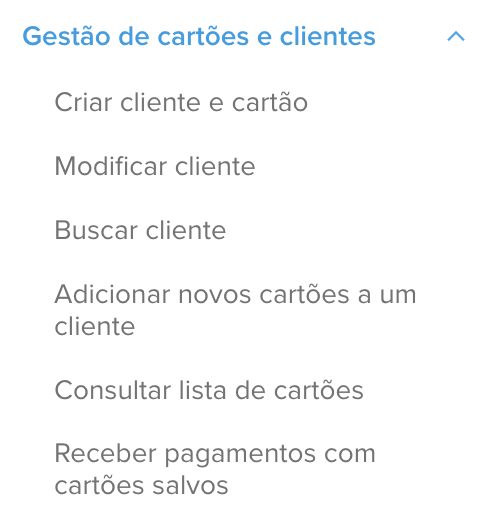 Gestão de cartões e clientes
Criar cliente e cartão
Modificar cliente
Buscar cliente
Adicionar novos cartões a um
cliente
Consultar lista de cartões
Receber pagamentos com
cartões salvos